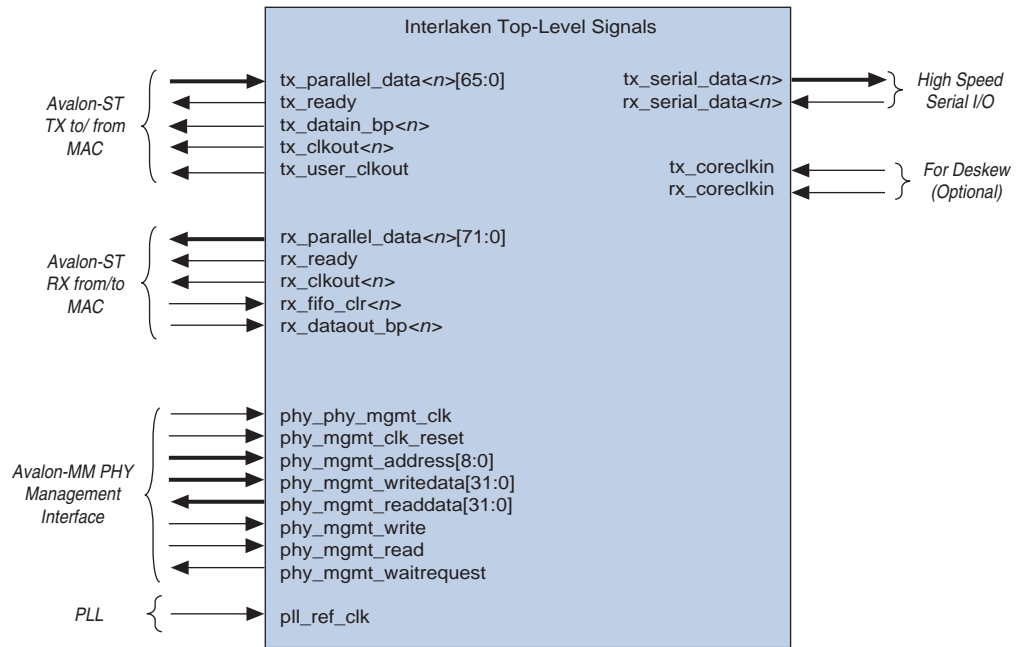 Interlaken Top-Level Signals
Avalon-ST
TX to/ from
MAC
tx_parallel_data<n>[65:0]
tx_ready
tx_datain_bp<n>
tx_clkout<n>
tx_user_clkout
tx_serial_data<n>
rx_serial_data<n>
High Speed
Serial I/O
tx_coreclkin
rx_coreclkin
For Deskew
(Optional)
Avalon-ST
RX from/to
MAC
rx_parallel_data<n>[71:0]
rx_ready
rx_clkout<n>
rx_fifo_clr<n>
rx_dataout_bp<n>
Avalon-MM PHY
Management
Interface
phy_phy_mgmt_clk
phy_mgmt_clk_reset
phy_mgmt_address[8:0]
phy_mgmt_writedata[31:0]
phy_mgmt_readdata[31:0]
phy_mgmt_write
phy_mgmt_read
phy_mgmt_waitrequest
PLL
pll_ref_clk